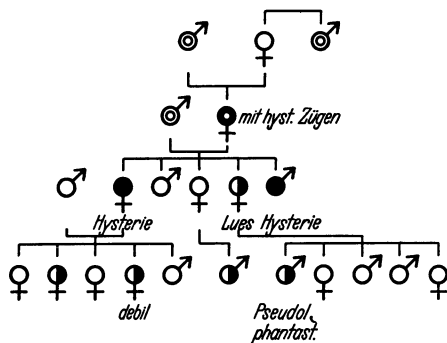 mit hyst. Zügen
Hysterie
Lues Hysterie
debil
Pseudol.
phantast.